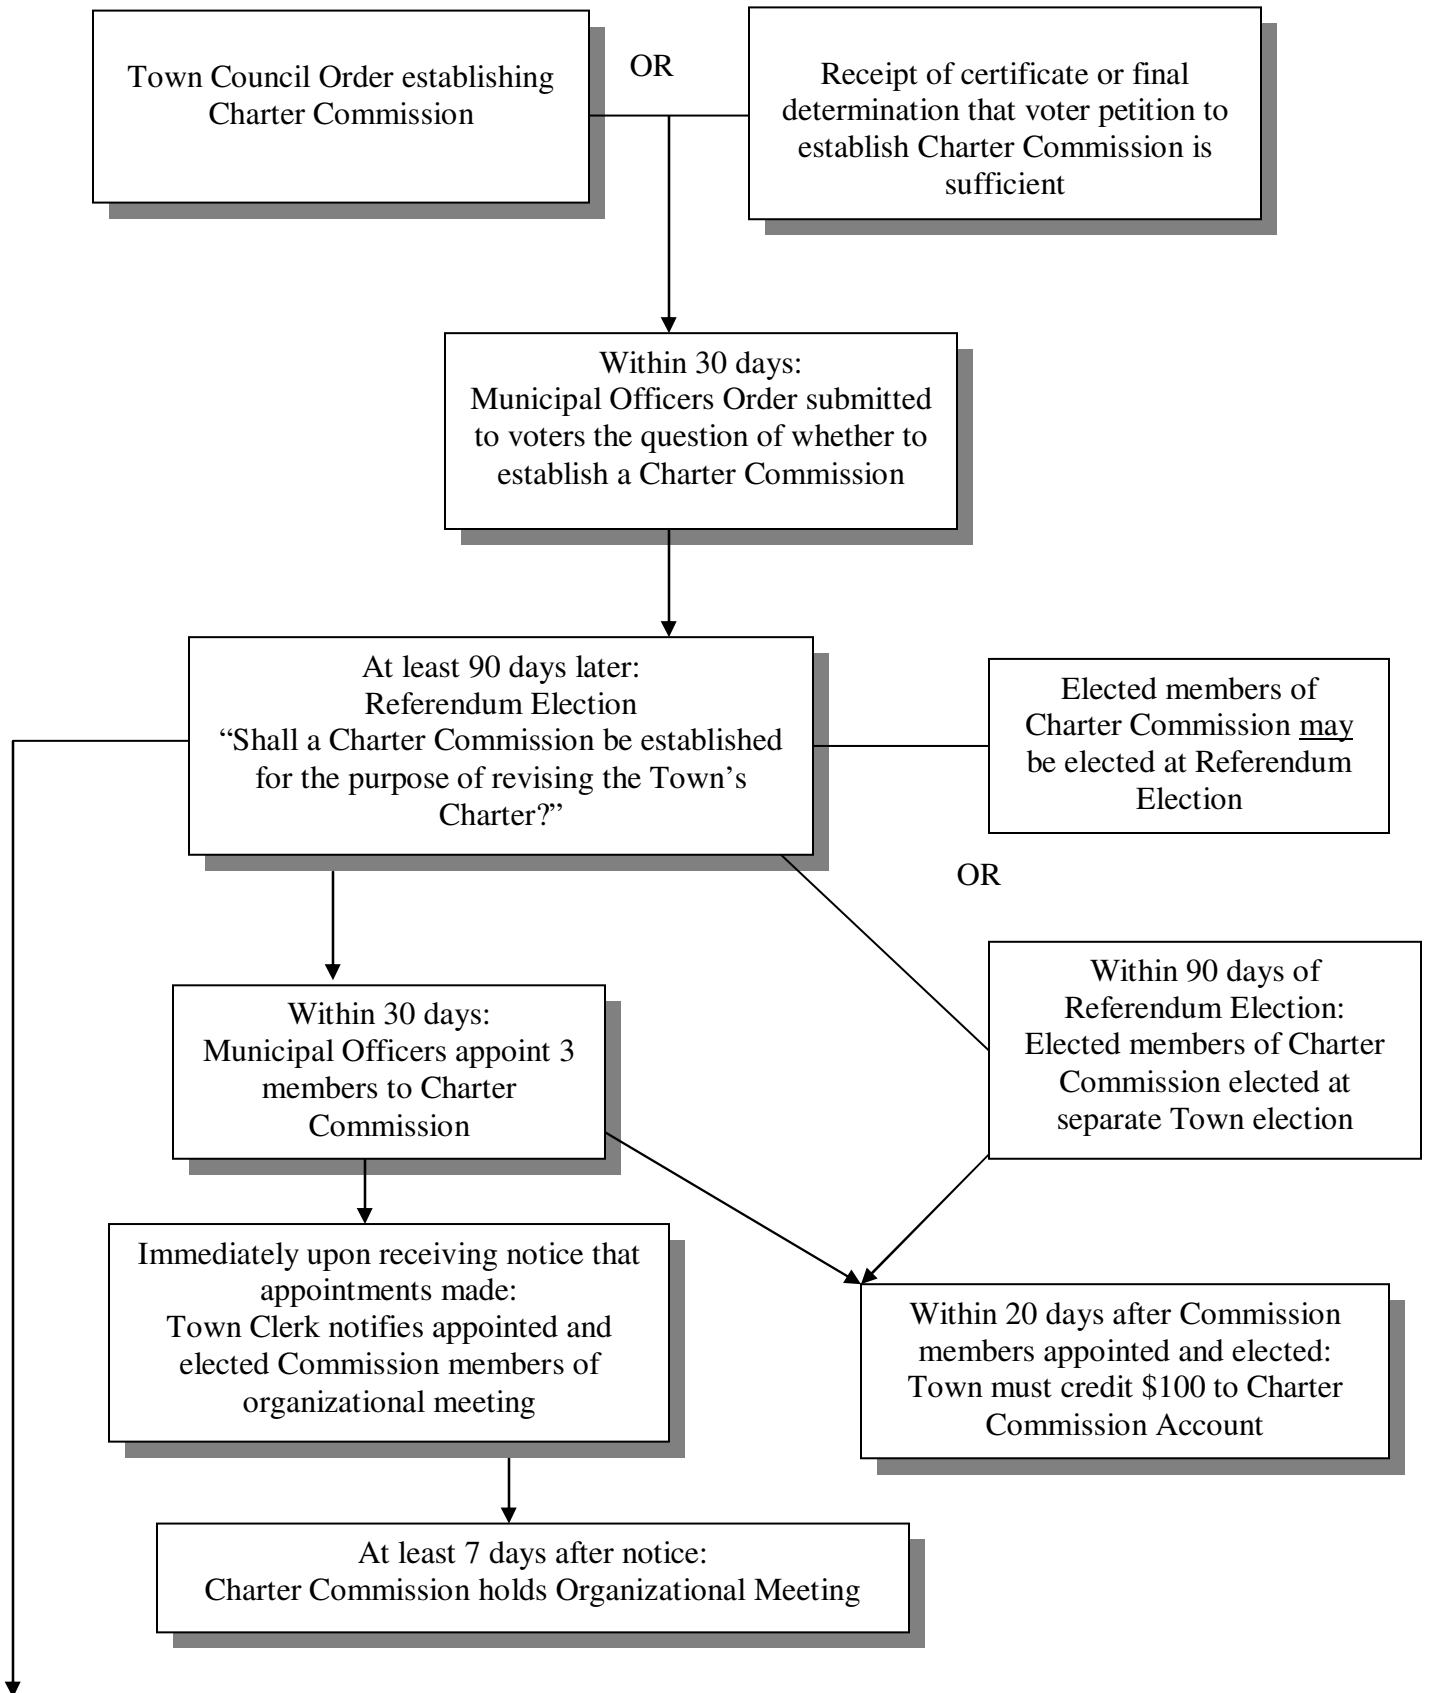 Town Council Order establishing
Charter Commission
OR
Receipt of certificate or final
determination that voter petition to
establish Charter Commission is
sufficient
Within 30 days:
Municipal Officers Order submitted
to voters the question of whether to
establish a Charter Commission
At least 90 days later:
Referendum Election
“Shall a Charter Commission be established
for the purpose of revising the Town’s
Charter?”
Elected members of
Charter Commission may
be elected at Referendum
Election
OR
Within 90 days of
Referendum Election:
Elected members of Charter
Commission elected at
separate Town election
Within 30 days:
Municipal Officers appoint 3
members to Charter
Commission
Immediately upon receiving notice that
appointments made:
Town Clerk notifies appointed and
elected Commission members of
organizational meeting
Within 20 days after Commission
members appointed and elected:
Town must credit $100 to Charter
Commission Account
At least 7 days after notice:
Charter Commission holds Organizational Meeting